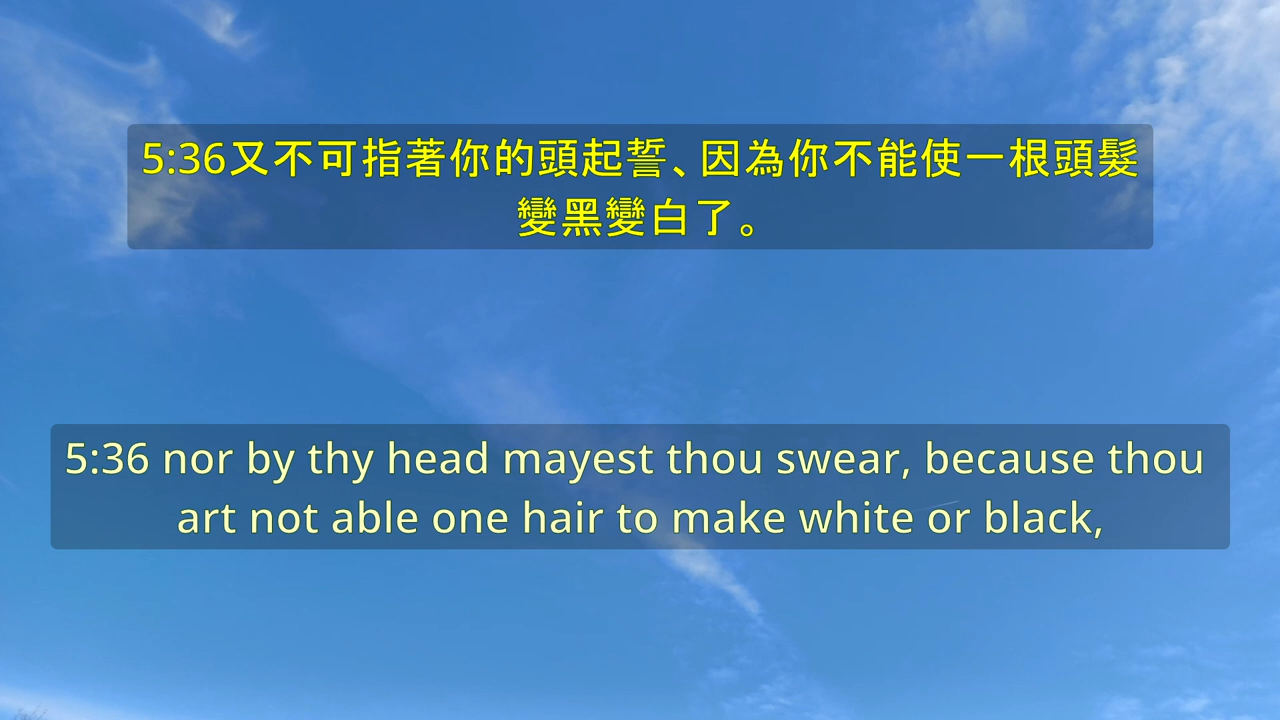 5:36又不可指著你的頭起誓、因為你不能使一根頭髮
變黑變白了。
5:36 nor by thy head mayest thou swear, because thou
art not able one hair to make white or black,